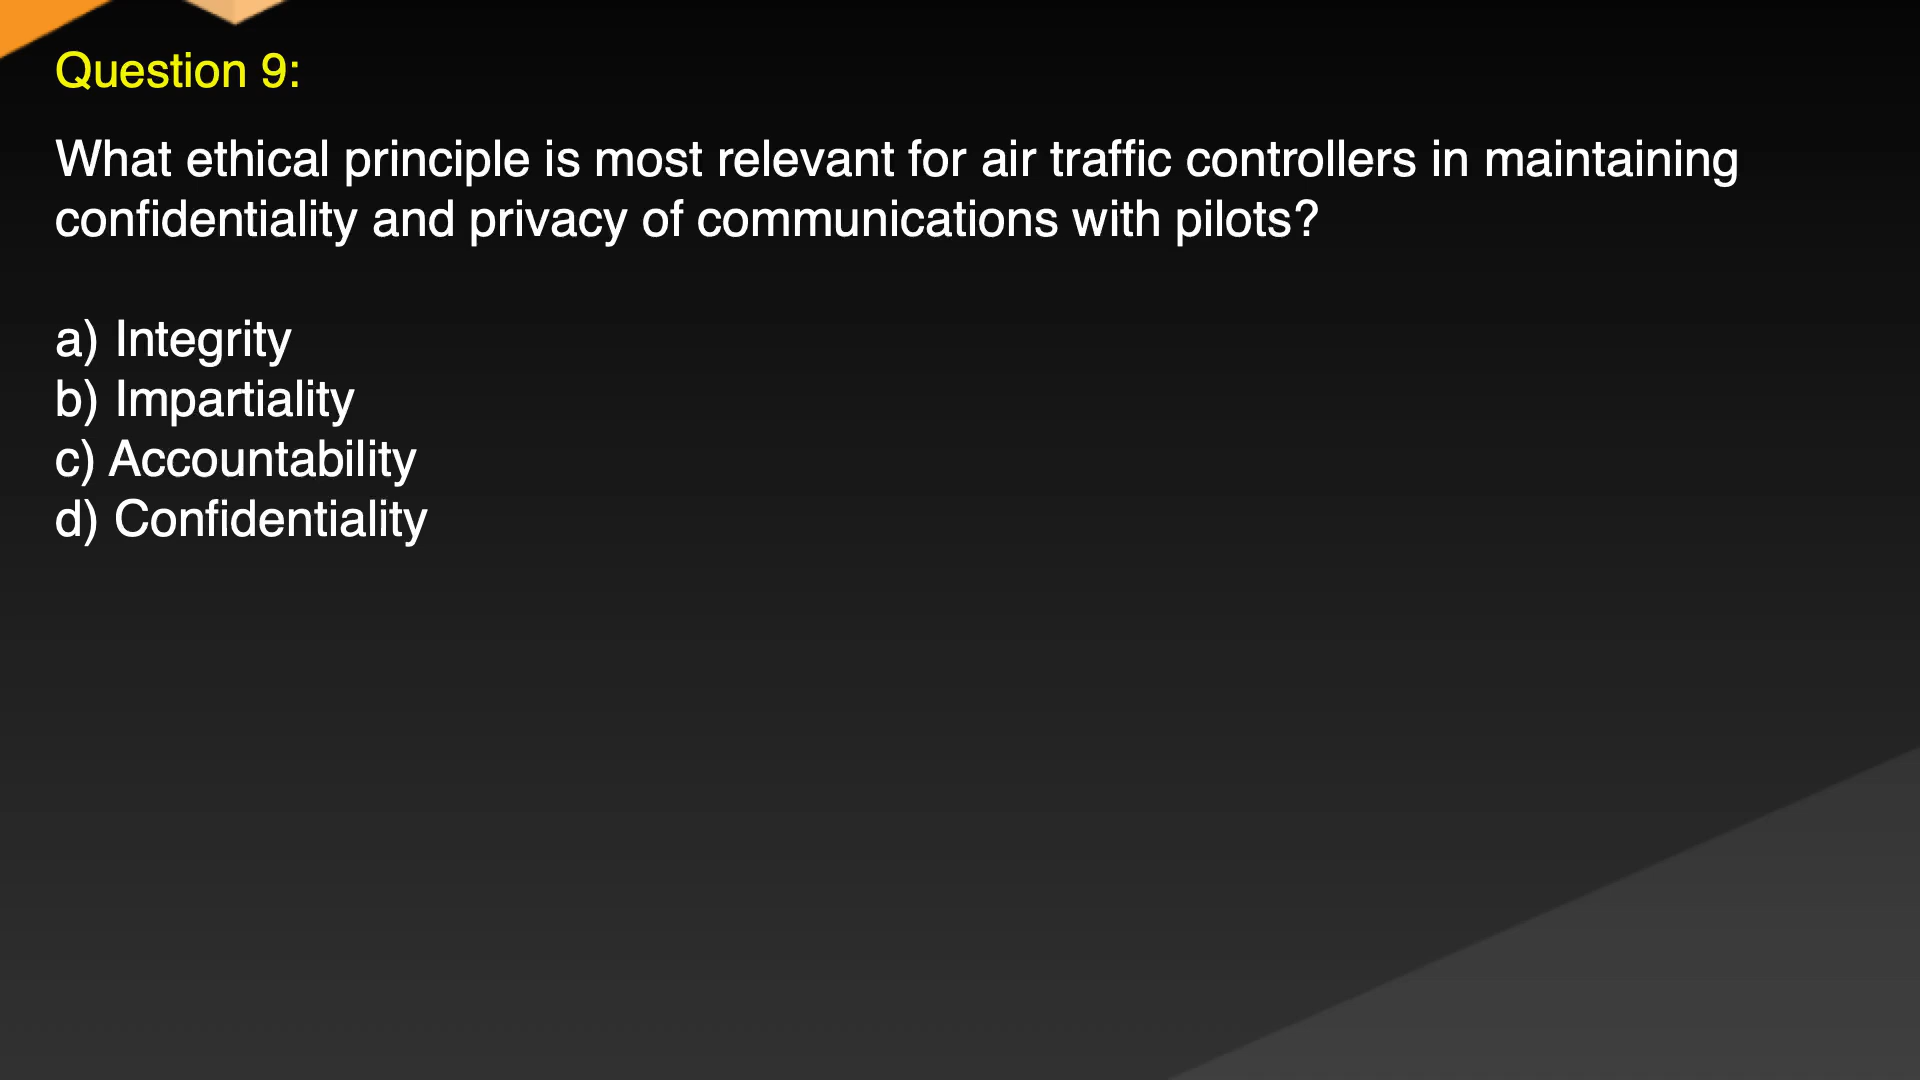 Question 9:
What ethical principle is most relevant for air traffic controllers in maintaining
confidentiality and privacy of communications with pilots?
a) Integrity
b) Impartiality
c) Accountability
d) Confidentiality